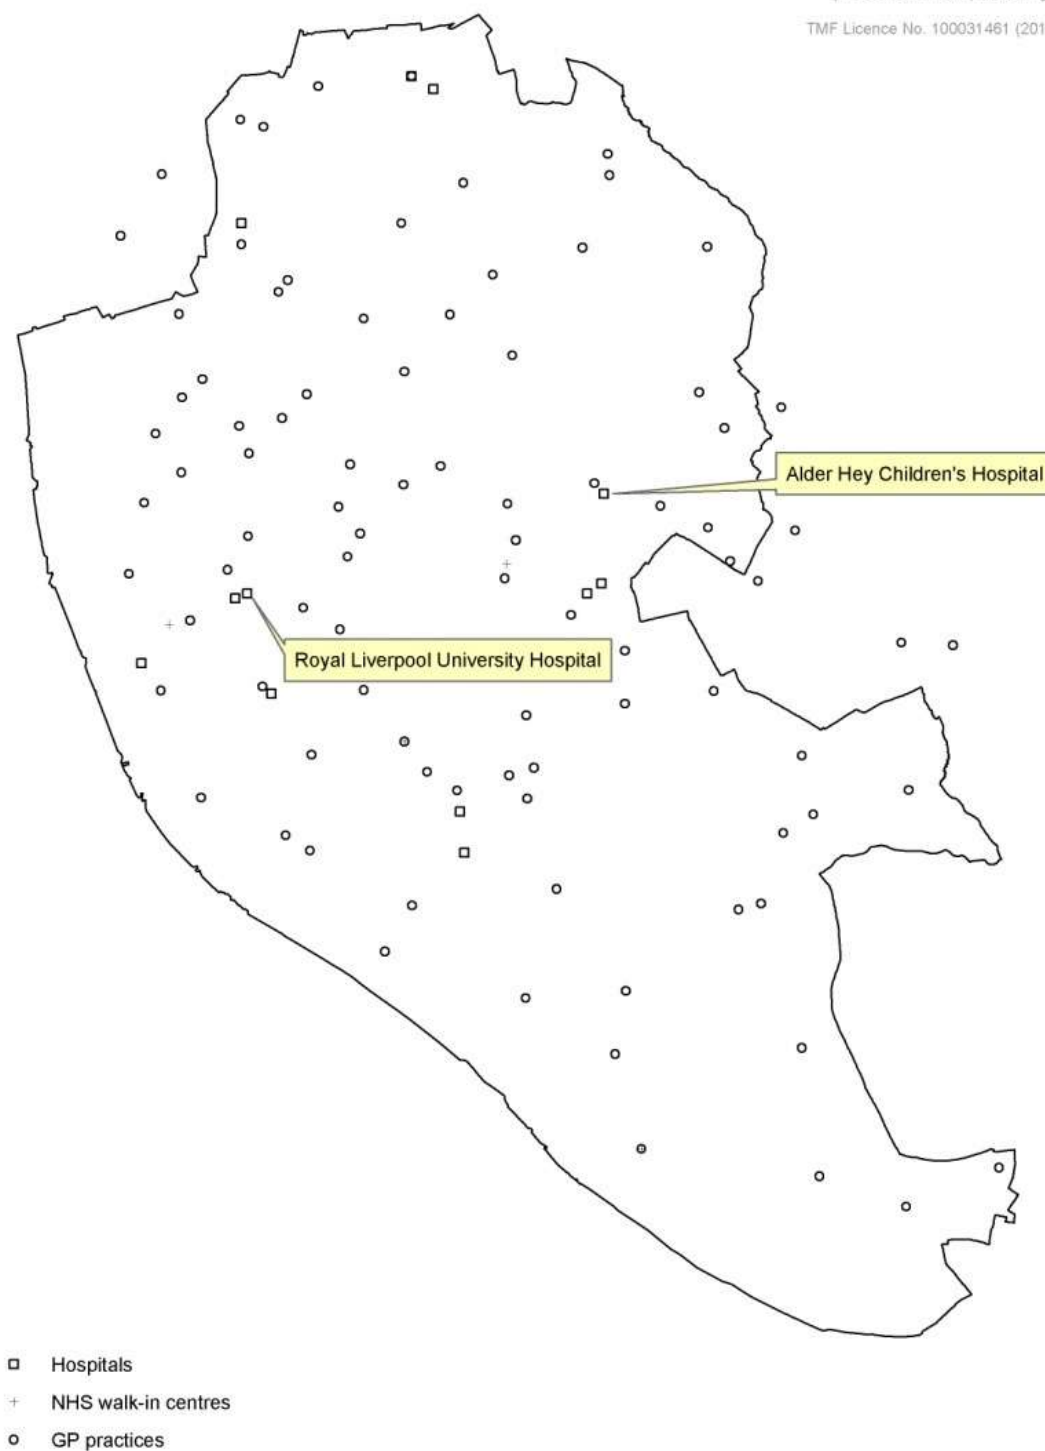 TMF Licence No. 100031461 (201
Alder Hey Children's Hospital
Royal Liverpool University Hospital
Hospitals
NHS walk-in centres
GP practices